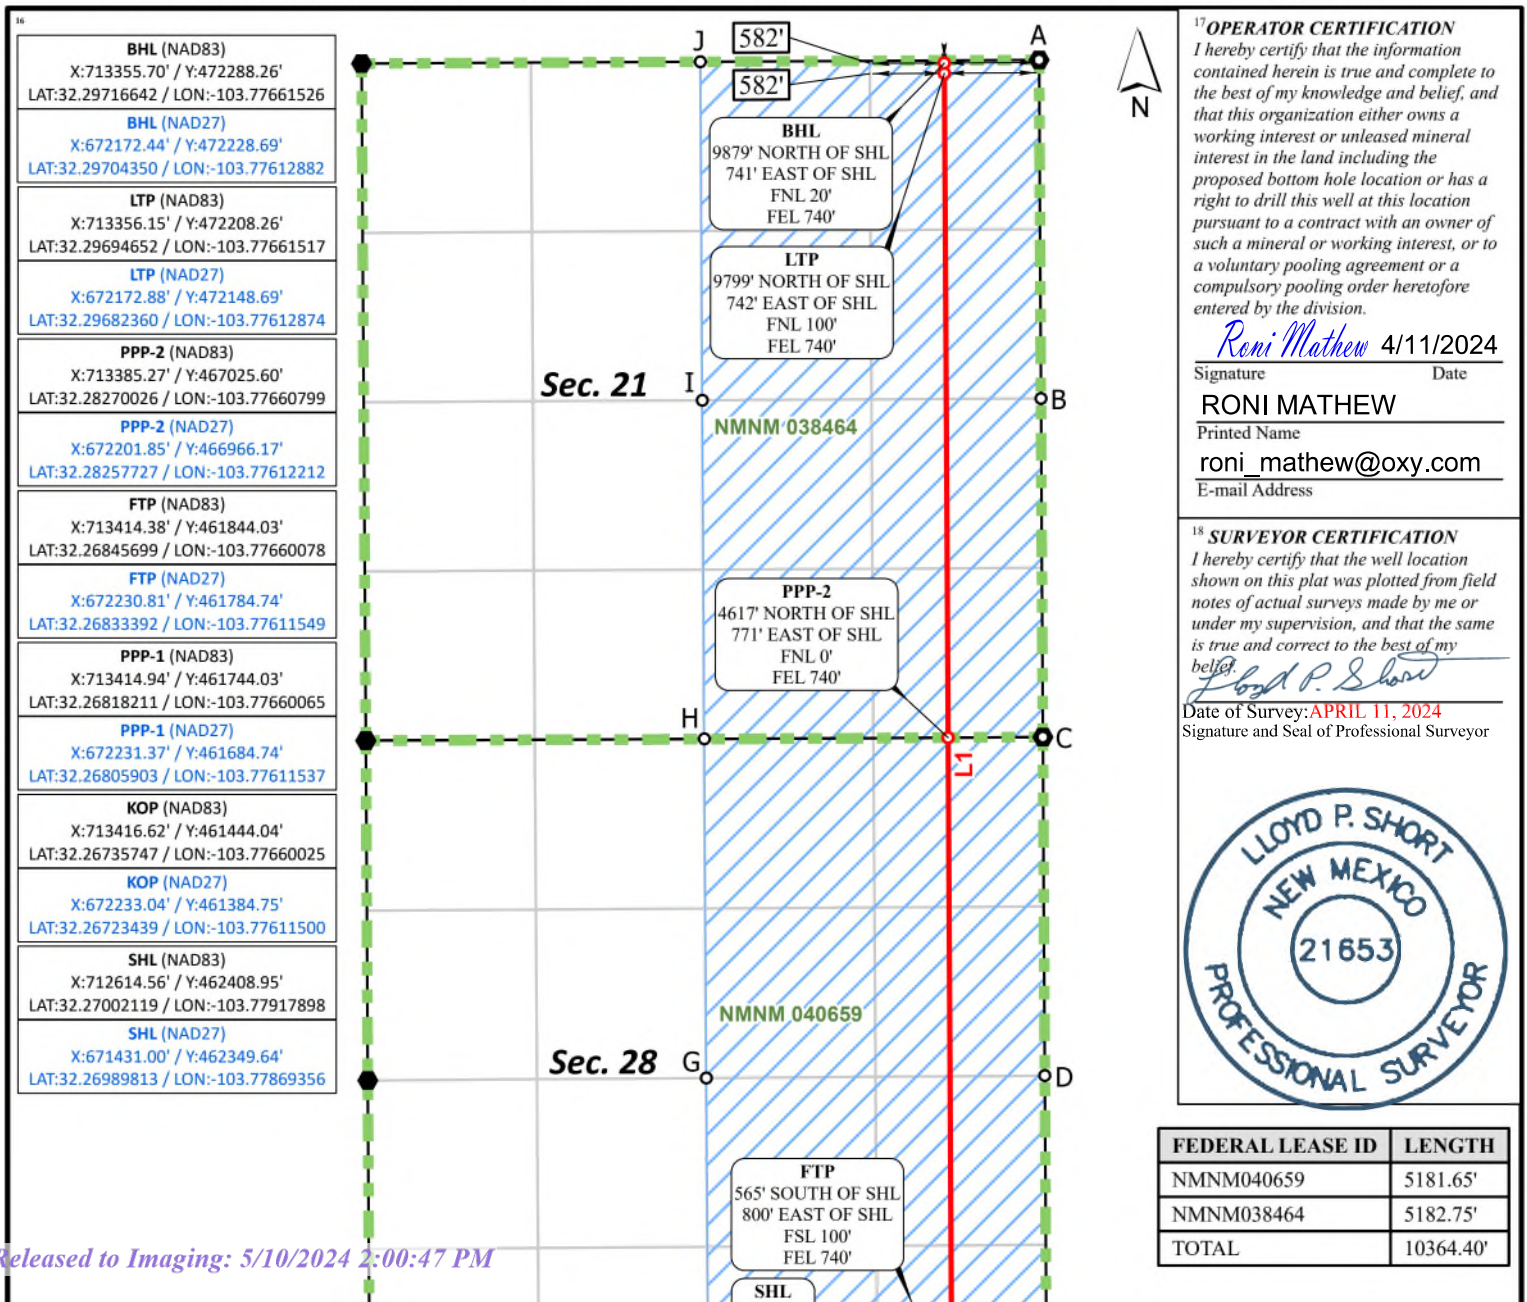 16
BHL (NAD83)
X:713355.70' / Y:472288.26'
LAT:32.29716642 / LON:-103.77661526
BHL (NAD27)
X:672172.44' / Y:472228.69'
LAT:32.29704350 / LON:-103.77612882
LTP (NAD83)
X:713356.15' / Y:472208.26'
LAT:32.29694652 / LON:-103.77661517
LTP (NAD27)
X:672172.88' / Y:472148.69'
LAT:32.29682360 / LON:-103.77612874
PPP-2 (NAD83)
X:713385.27' / Y:467025.60'
LAT:32.28270026 / LON:-103.77660799
PPP-2 (NAD27)
X:672201.85' / Y:466966.17'
LAT:32.28257727 / LON:-103.77612212
FTP (NAD83)
X:713414.38' / Y:461844.03'
LAT:32.26845699 / LON:-103.77660078
FTP (NAD27)
X:672230.81' / Y:461784.74'
LAT:32.26833392 / LON:-103.77611549
PPP-1 (NAD83)
X:713414.94' / Y:461744.03'
LAT:32.26818211 / LON:-103.77660065
PPP-1 (NAD27)
X:672231.37' / Y:461684.74'
LAT:32.26805903 / LON:-103.77611537
KOP (NAD83)
X:713416.62' / Y:461444.04'
LAT:32.26735747 / LON:-103.77660025
KOP (NAD27)
X:672233.04' / Y:461384.75'
LAT:32.26723439 / LON:-103.77611500
SHL (NAD83)
X:712614.56' / Y:462408.95'
LAT:32.27002119 / LON:-103.77917898
SHL (NAD27)
X:671431.00' / Y:462349.64'
LAT:32.26989813 / LON:-103.77869356
J
582'
A
582'
N
BHL
9879' NORTH OF SHL
741' EAST OF SHL
FNL 20'
FEL 740'
LTP
9799' NORTH OF SHL
742' EAST OF SHL
FNL 100'
FEL 740'
Sec. 21
I
B
NMNM 038464
PPP-2
4617' NORTH OF SHL
771' EAST OF SHL
FNL 0'
FEL 740'
H
C
L1
NMNM 040659
Sec. 28
G
D
FTP
565' SOUTH OF SHL
800' EAST OF SHL
FSL 100'
FEL 740'
SHL
17 OPERATOR CERTIFICATION
I hereby certify that the information
contained herein is true and complete to
the best of my knowledge and belief, and
that this organization either owns a
working interest or unleased mineral
interest in the land including the
proposed bottom hole location or has a
right to drill this well at this location
pursuant to a contract with an owner of
such a mineral or working interest, or to
a voluntary pooling agreement or a
compulsory pooling order heretofore
entered by the division.
Roni Mathew 4/11/2024
Signature Date
RONI MATHEW
Printed Name
roni_mathew@oxy.com
E-mail Address
18 SURVEYOR CERTIFICATION
I hereby certify that the well location
shown on this plat was plotted from field
notes of actual surveys made by me or
under my supervision, and that the same
is true and correct to the best of my
belief.
Lloyd P. Short
Date of Survey:APRIL 11, 2024
Signature and Seal of Professional Surveyor
LLOYD P. SHORT
NEW MEXICO
21653
PROFESSIONAL SURVEYOR
FEDERAL LEASE ID LENGTH
NMNM040659 5181.65'
NMNM038464 5182.75'
TOTAL 10364.40'
Released to Imaging: 5/10/2024 2:00:47 PM